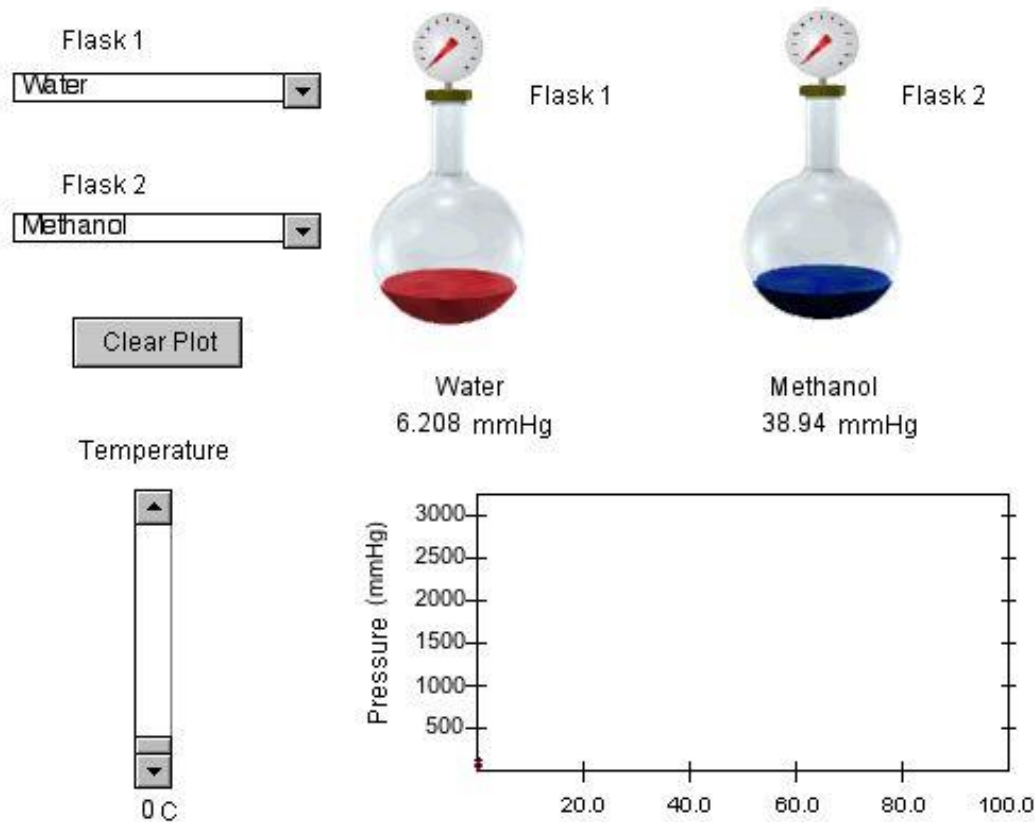 Flask 1
Water
Flask 2
Methanol
Clear Plot
Temperature
0 C
Flask 1
Flask 2
Water
6.208 mmHg
Methanol
38.94 mmHg
Pressure (mmHg)
3000
2500
2000
1500
1000
500
20.0 40.0 60.0 80.0 100.0